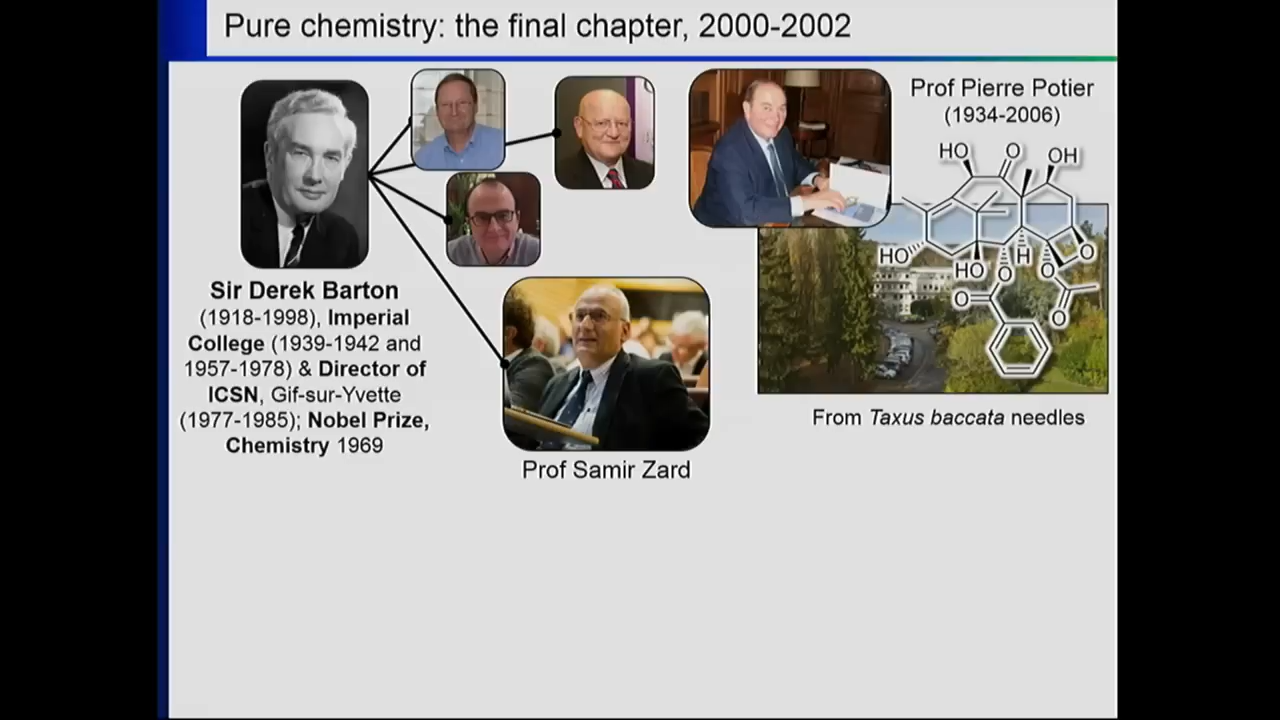 Pure chemistry: the final chapter, 2000-2002
Sir Derek Barton
(1918-1998), Imperial
College (1939-1942 and
1957-1978) & Director of
ICSN, Gif-sur-Yvette
(1977-1985); Nobel Prize,
Chemistry 1969
Prof Samir Zard
Prof Pierre Potier
(1934-2006)
HO
O
OH
HO
HO
O
H
O
O
O
O
From Taxus baccata needles